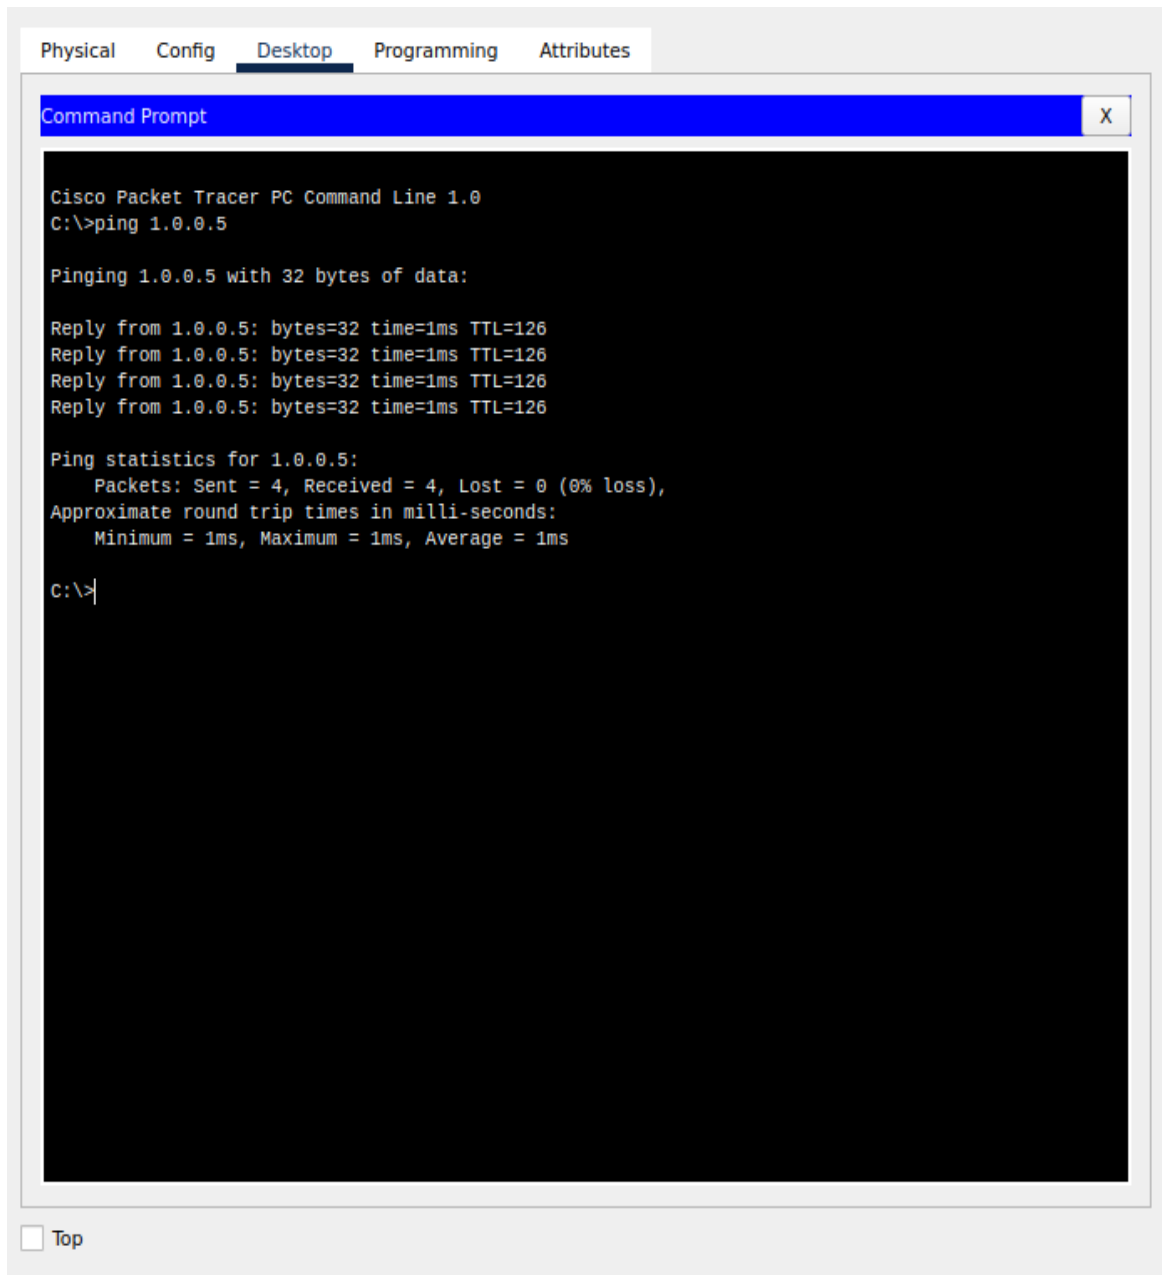 Physical Config Desktop Programming Attributes
Command Prompt X
Cisco Packet Tracer PC Command Line 1.0
C:\>ping 1.0.0.5
Pinging 1.0.0.5 with 32 bytes of data:
Reply from 1.0.0.5: bytes=32 time=1ms TTL=126
Reply from 1.0.0.5: bytes=32 time=1ms TTL=126
Reply from 1.0.0.5: bytes=32 time=1ms TTL=126
Reply from 1.0.0.5: bytes=32 time=1ms TTL=126
Ping statistics for 1.0.0.5:
    Packets: Sent = 4, Received = 4, Lost = 0 (0% loss),
Approximate round trip times in milli-seconds:
    Minimum = 1ms, Maximum = 1ms, Average = 1ms
C:\>
Top